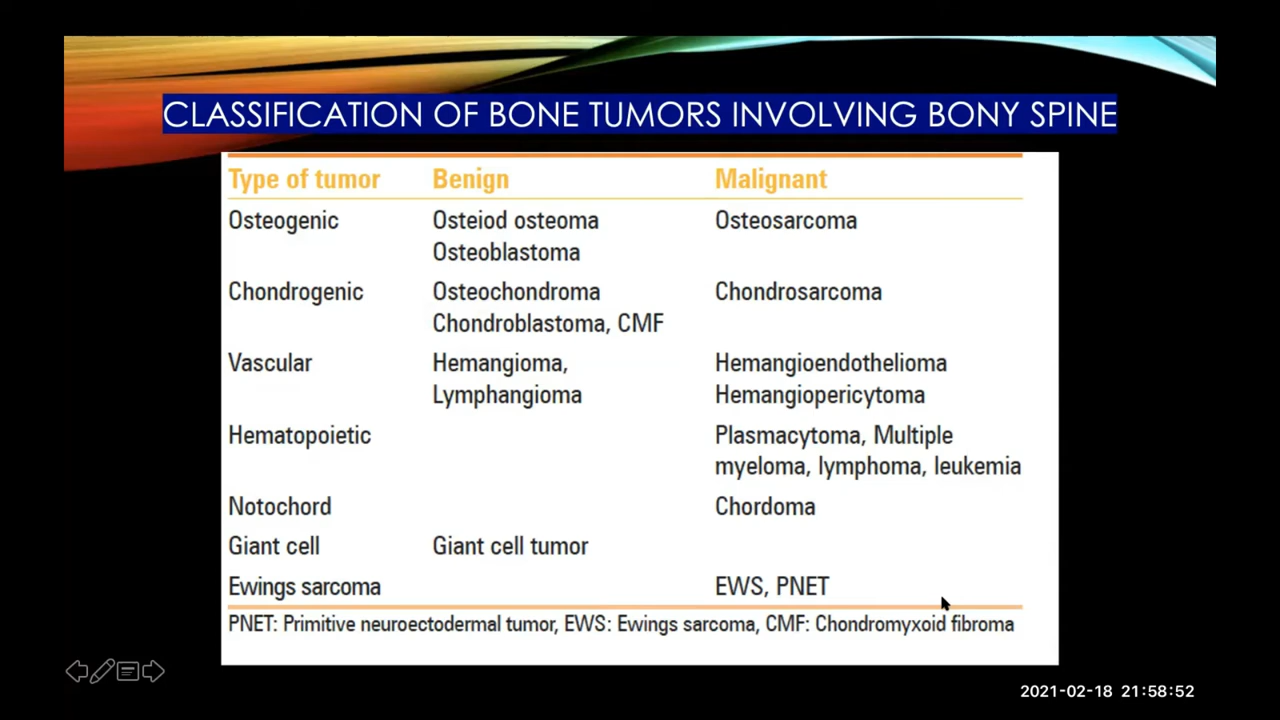 CLASSIFICATION OF BONE TUMORS INVOLVING BONY SPINE
Type of tumor Benign Malignant
Osteogenic Osteiod osteoma Osteosarcoma
Osteoblastoma
Chondrogenic Osteochondroma Chondrosarcoma
Chondroblastoma, CMF
Vascular Hemangioma, Hemangioendothelioma
Lymphangioma Hemangiopericytoma
Hematopoietic Plasmacytoma, Multiple
myeloma, lymphoma, leukemia
Notochord Chordoma
Giant cell Giant cell tumor
Ewings sarcoma EWS, PNET
PNET: Primitive neuroectodermal tumor, EWS: Ewings sarcoma, CMF: Chondromyxoid fibroma
2021-02-18 21:58:52